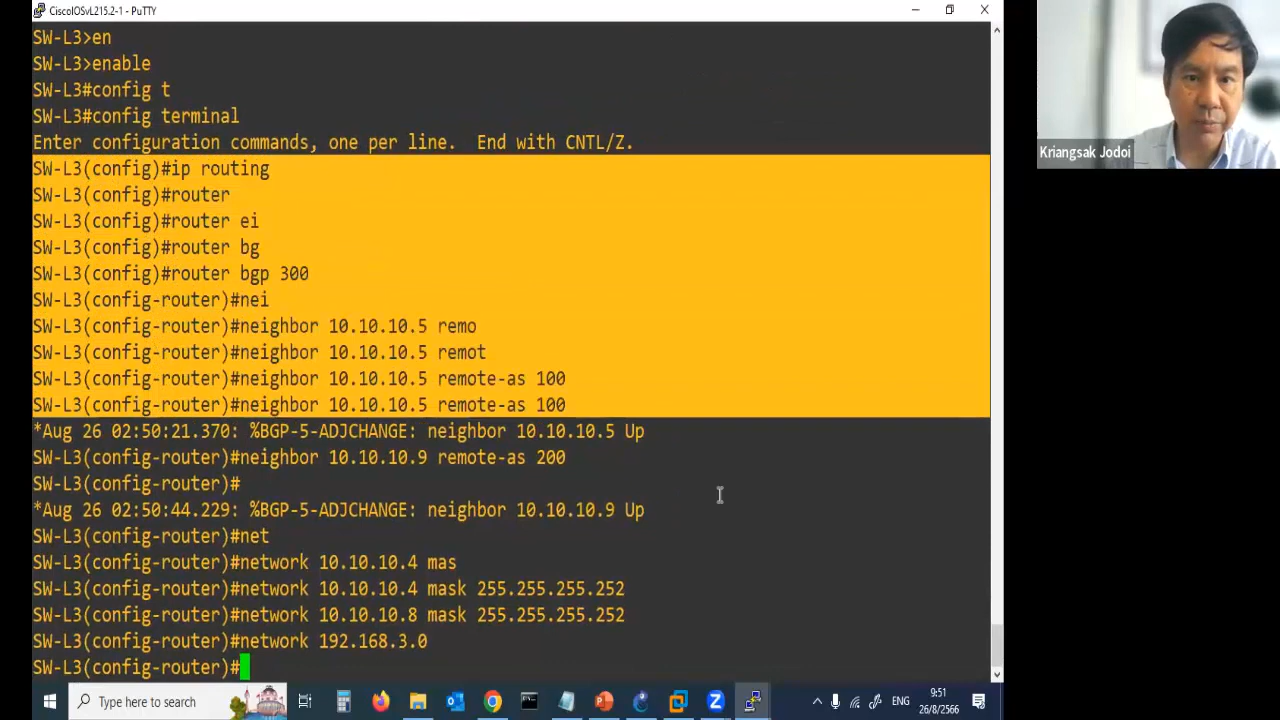 CiscoIOSvL215.2-1 - PuTTY
SW-L3>en
SW-L3>enable
SW-L3#config t
SW-L3#config terminal
Enter configuration commands, one per line.  End with CNTL/Z.
SW-L3(config)#ip routing
SW-L3(config)#router
SW-L3(config)#router ei
SW-L3(config)#router bg
SW-L3(config)#router bgp 300
SW-L3(config-router)#nei
SW-L3(config-router)#neighbor 10.10.10.5 remo
SW-L3(config-router)#neighbor 10.10.10.5 remot
SW-L3(config-router)#neighbor 10.10.10.5 remote-as 100
SW-L3(config-router)#neighbor 10.10.10.5 remote-as 100
*Aug 26 02:50:21.370: %BGP-5-ADJCHANGE: neighbor 10.10.10.5 Up
SW-L3(config-router)#neighbor 10.10.10.9 remote-as 200
SW-L3(config-router)#
*Aug 26 02:50:44.229: %BGP-5-ADJCHANGE: neighbor 10.10.10.9 Up
SW-L3(config-router)#net
SW-L3(config-router)#network 10.10.10.4 mas
SW-L3(config-router)#network 10.10.10.4 mask 255.255.255.252
SW-L3(config-router)#network 10.10.10.8 mask 255.255.255.252
SW-L3(config-router)#network 192.168.3.0
SW-L3(config-router)#
Kriangsak Jodoi
Type here to search
ENG
9:51
26/8/2566